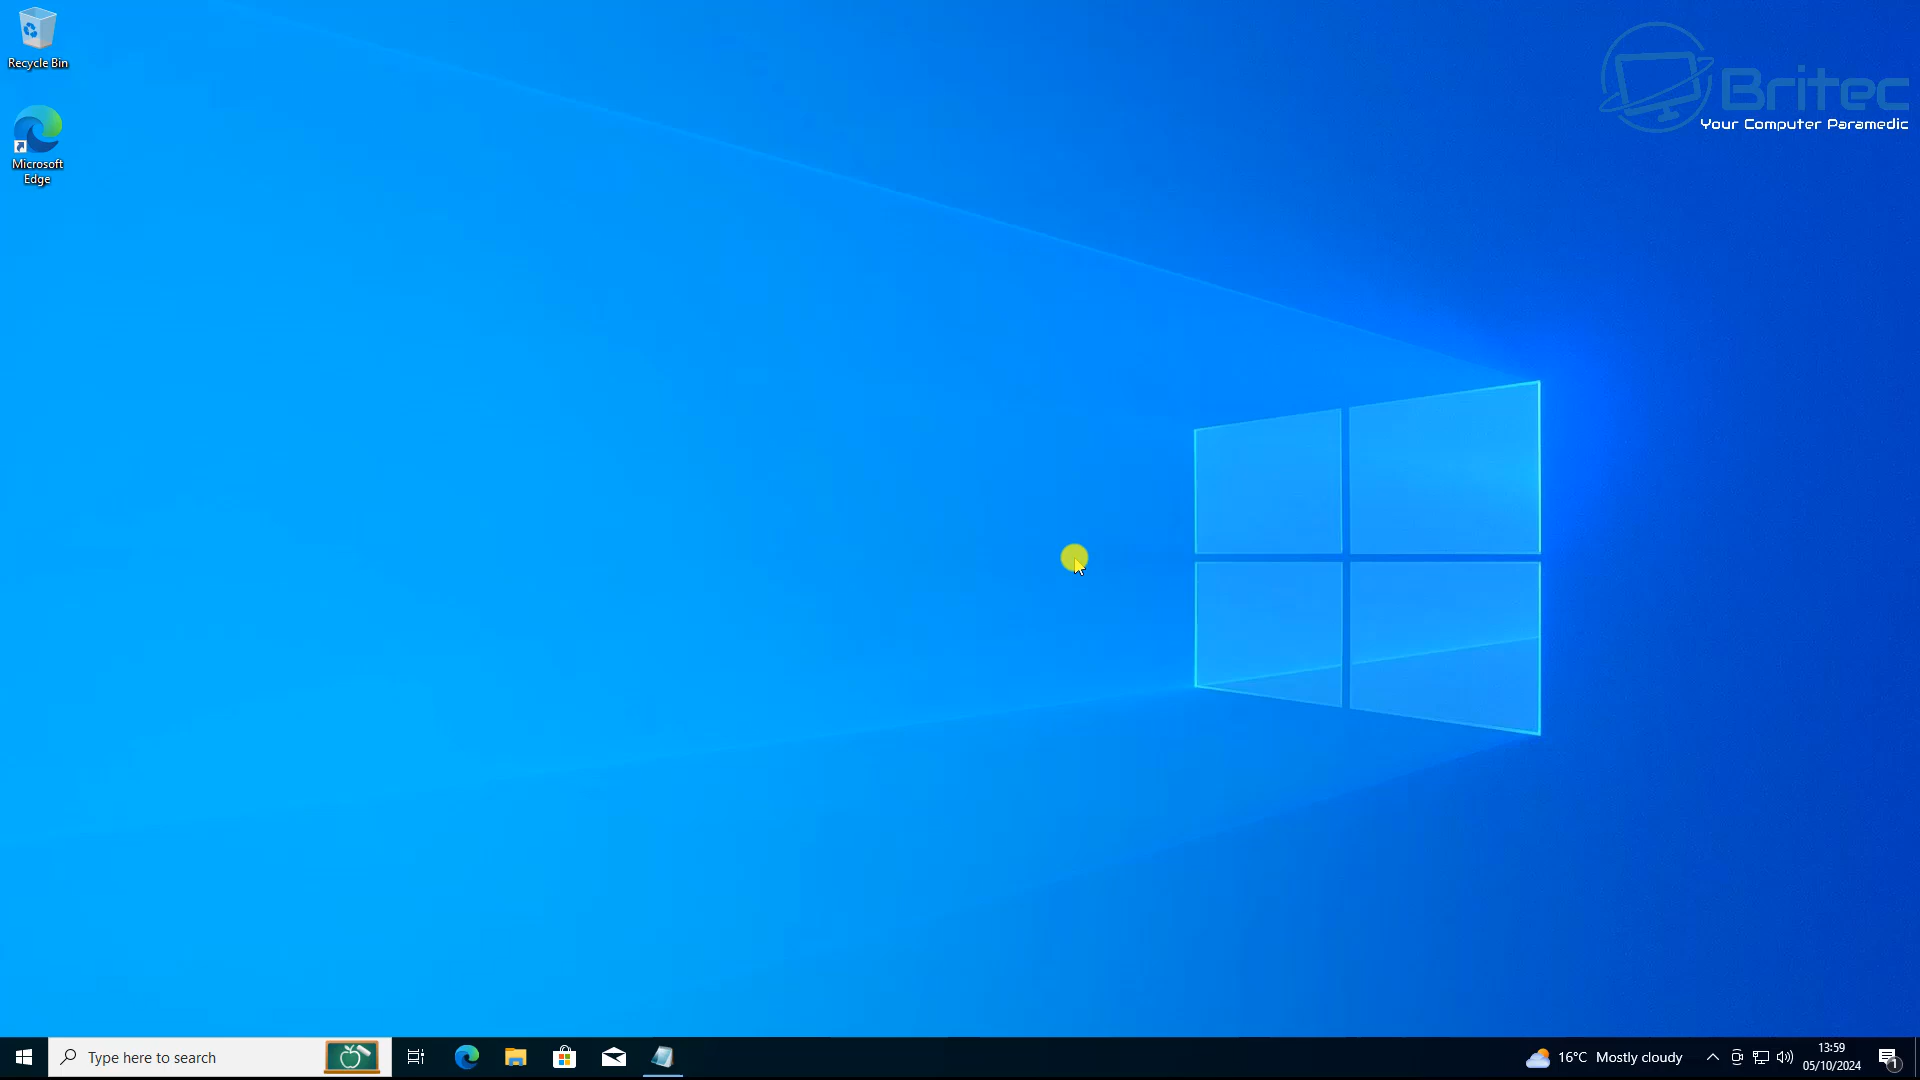 Recycle Bin
Microsoft
Edge
Britec
Your Computer Paramedic
Type here to search
16°C Mostly cloudy
13:59
05/10/2024
1